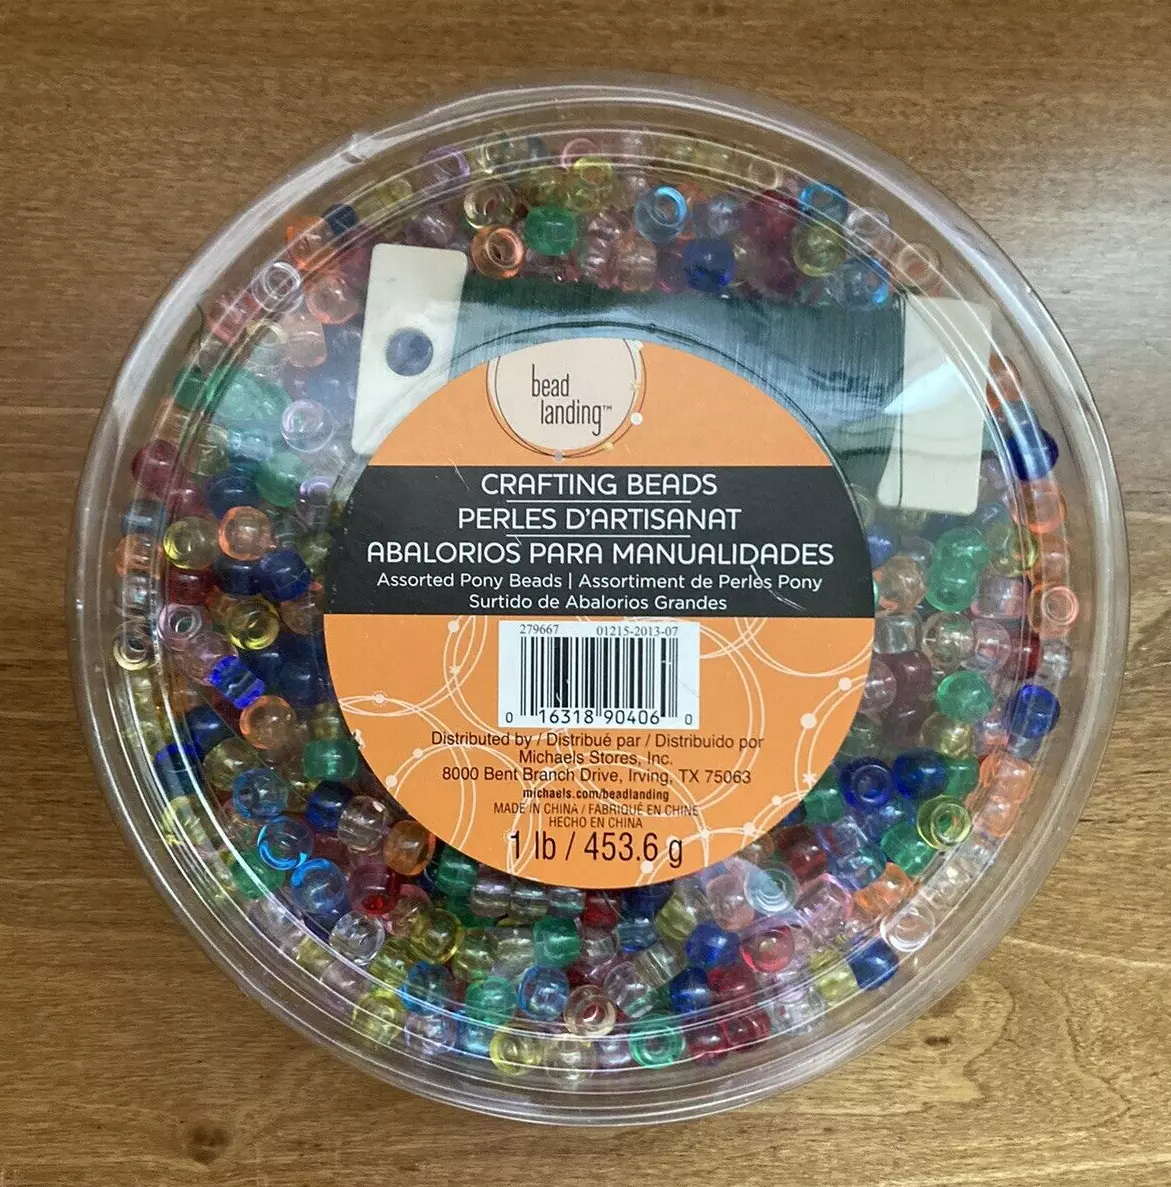 bead
landing™
CRAFTING BEADS
PERLES D'ARTISANAT
ABALORIOS PARA MANUALIDADES
Assorted Pony Beads | Assortiment de Perles Pony
Surtido de Abalorios Grandes
279667 01215-2013-07
0 16318 90406 0
Distributed by / Distribué par / Distribuido por
Michaels Stores, Inc.
8000 Bent Branch Drive, Irving, TX 75063
michaels.com/beadlanding
MADE IN CHINA / FABRIQUÉ EN CHINE
HECHO EN CHINA
1 lb / 453.6 g